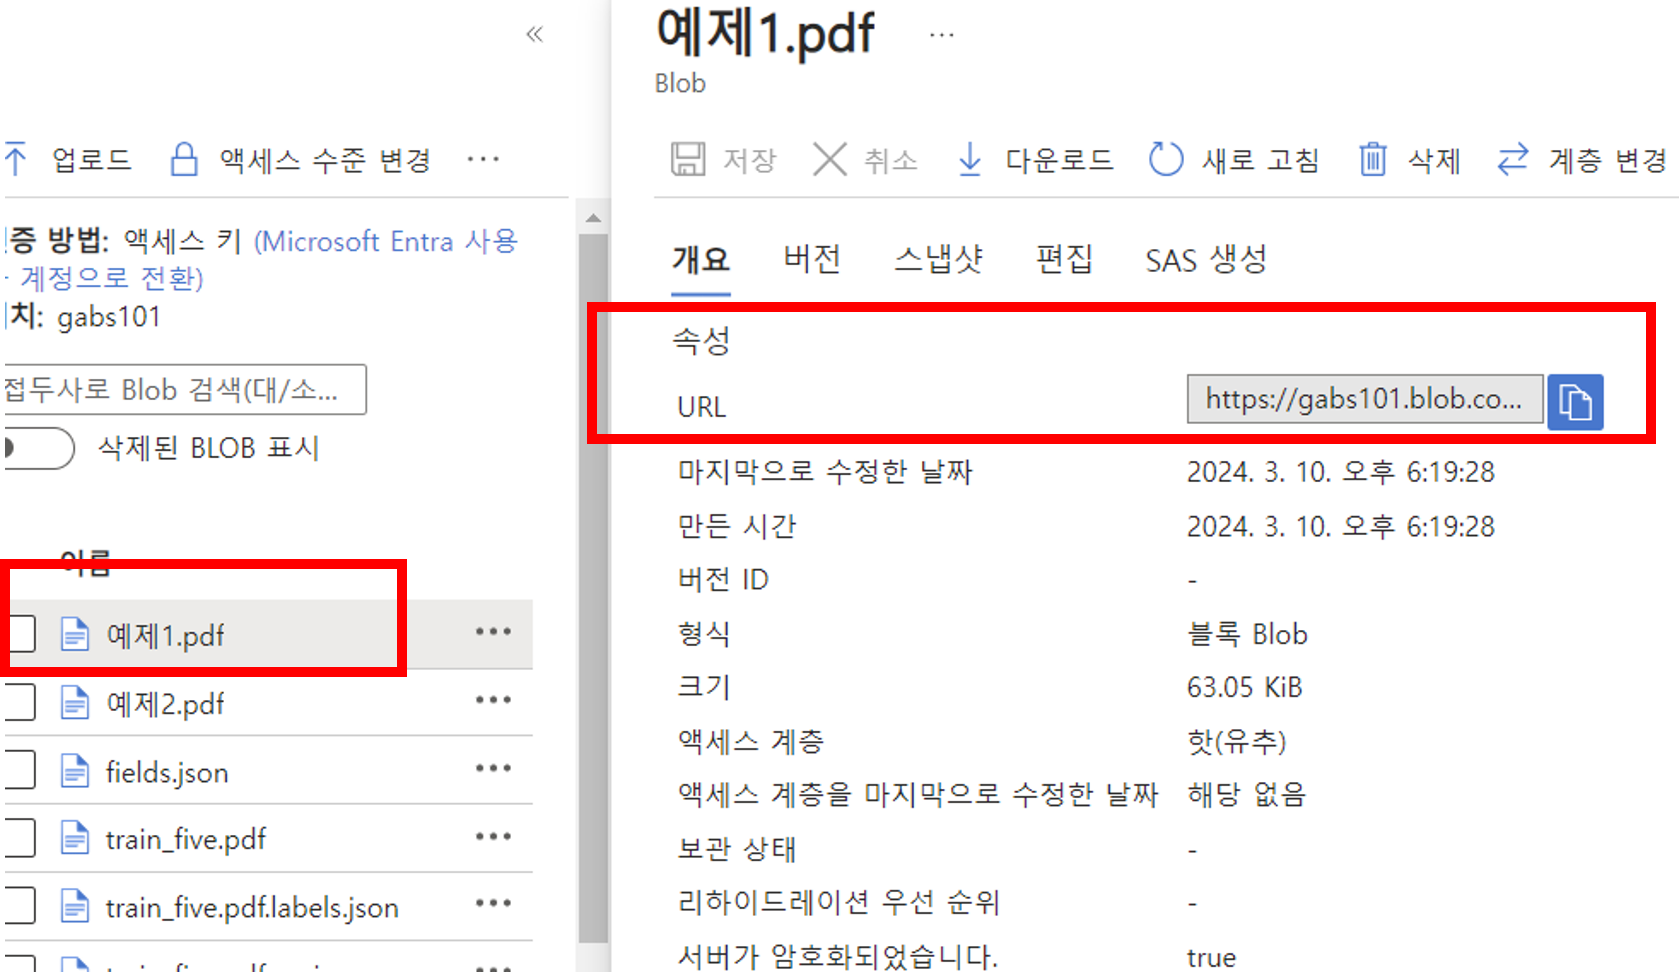 «
업로드 액세스 수준 변경 ···
증 방법: 액세스 키 (Microsoft Entra 사용
계정으로 전환)
치: gabs101
접두사로 Blob 검색(대/소...
삭제된 BLOB 표시
이름
예제1.pdf ···
예제2.pdf ···
fields.json ···
train_five.pdf ···
train_five.pdf.labels.json ···
예제1.pdf ···
Blob
저장 취소 다운로드 새로 고침 삭제 계층 변경
개요 버전 스냅샷 편집 SAS 생성
속성
URL https://gabs101.blob.co...
마지막으로 수정한 날짜 2024. 3. 10. 오후 6:19:28
만든 시간 2024. 3. 10. 오후 6:19:28
버전 ID -
형식 블록 Blob
크기 63.05 KiB
액세스 계층 핫(유추)
액세스 계층을 마지막으로 수정한 날짜 해당 없음
보관 상태 -
리하이드레이션 우선 순위 -
서버가 암호화되었습니다. true